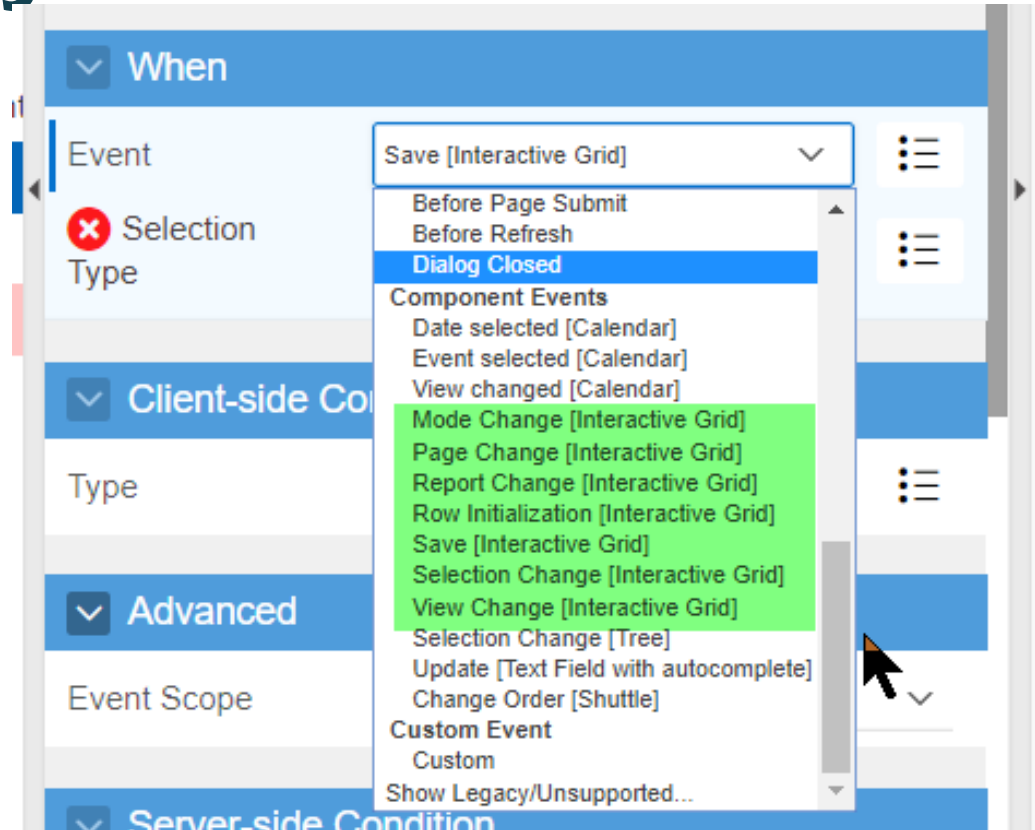 When
Event
Save [Interactive Grid]
Selection
Type
Before Page Submit
Before Refresh
Dialog Closed
Component Events
Date selected [Calendar]
Event selected [Calendar]
View changed [Calendar]
Mode Change [Interactive Grid]
Page Change [Interactive Grid]
Report Change [Interactive Grid]
Row Initialization [Interactive Grid]
Save [Interactive Grid]
Selection Change [Interactive Grid]
View Change [Interactive Grid]
Selection Change [Tree]
Update [Text Field with autocomplete]
Change Order [Shuttle]
Custom Event
Custom
Show Legacy/Unsupported...
Client-side Co
Type
Advanced
Event Scope
Server-side Condition